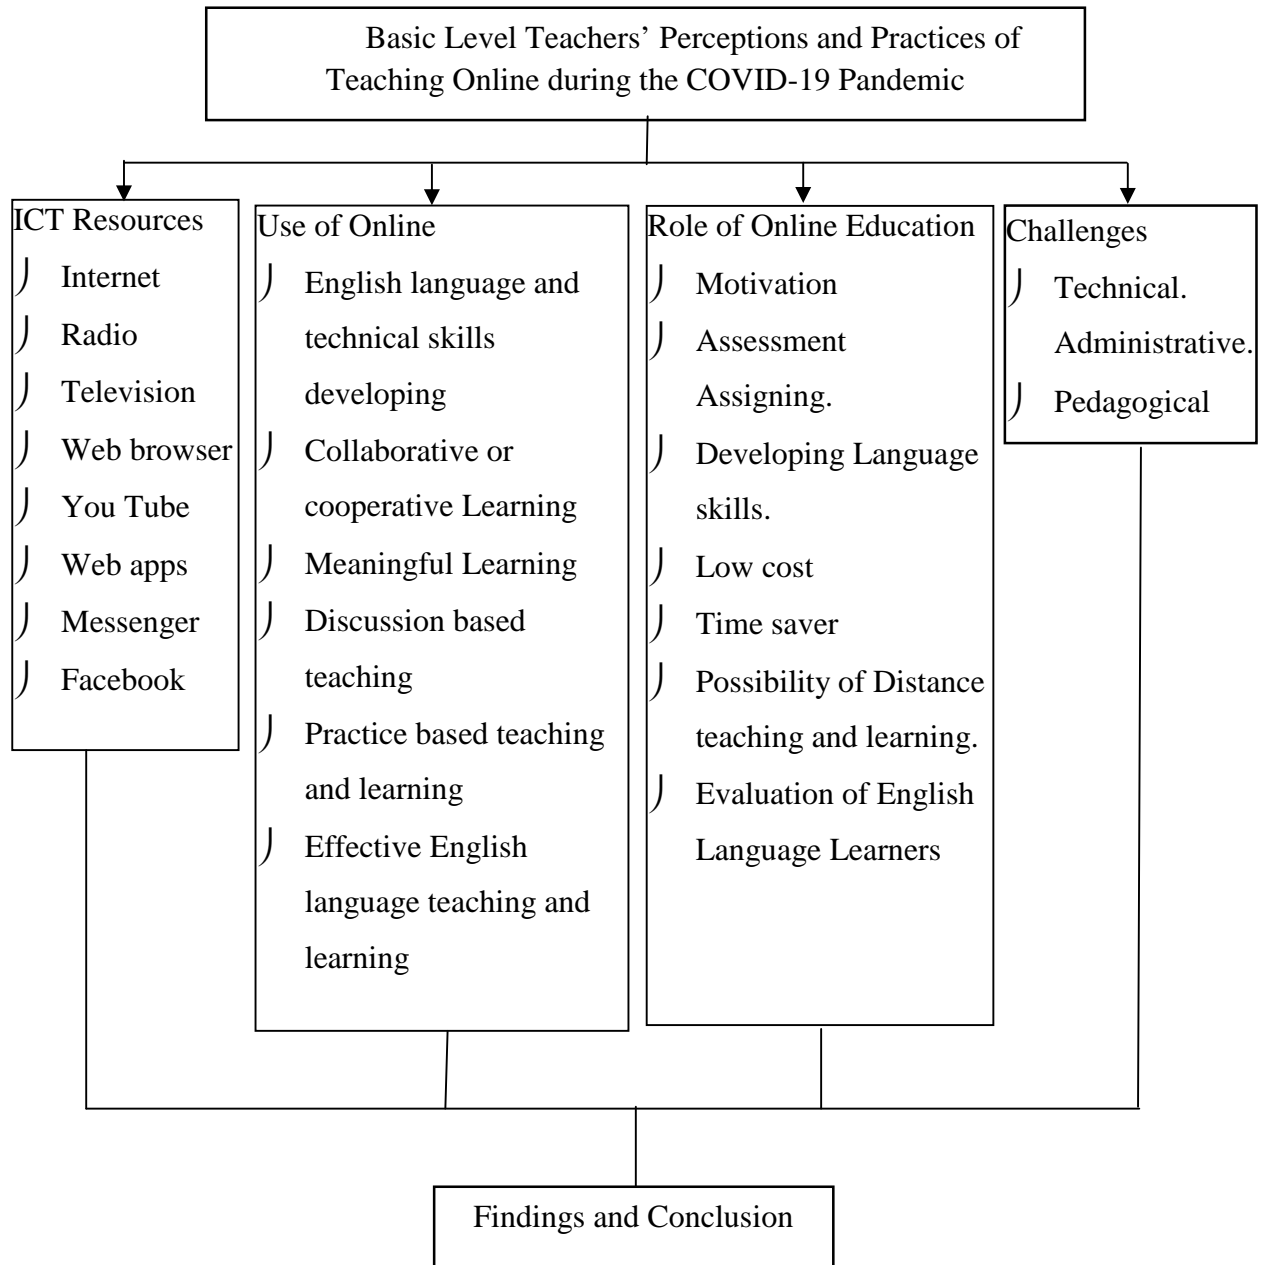 Basic Level Teachers’ Perceptions and Practices of
Teaching Online during the COVID-19 Pandemic
ICT Resources
Internet
Radio
Television
Web browser
You Tube
Web apps
Messenger
Facebook
Use of Online
English language and
technical skills
developing
Collaborative or
cooperative Learning
Meaningful Learning
Discussion based
teaching
Practice based teaching
and learning
Effective English
language teaching and
learning
Role of Online Education
Motivation
Assessment
Assigning.
Developing Language
skills.
Low cost
Time saver
Possibility of Distance
teaching and learning.
Evaluation of English
Language Learners
Challenges
Technical.
Administrative.
Pedagogical
Findings and Conclusion